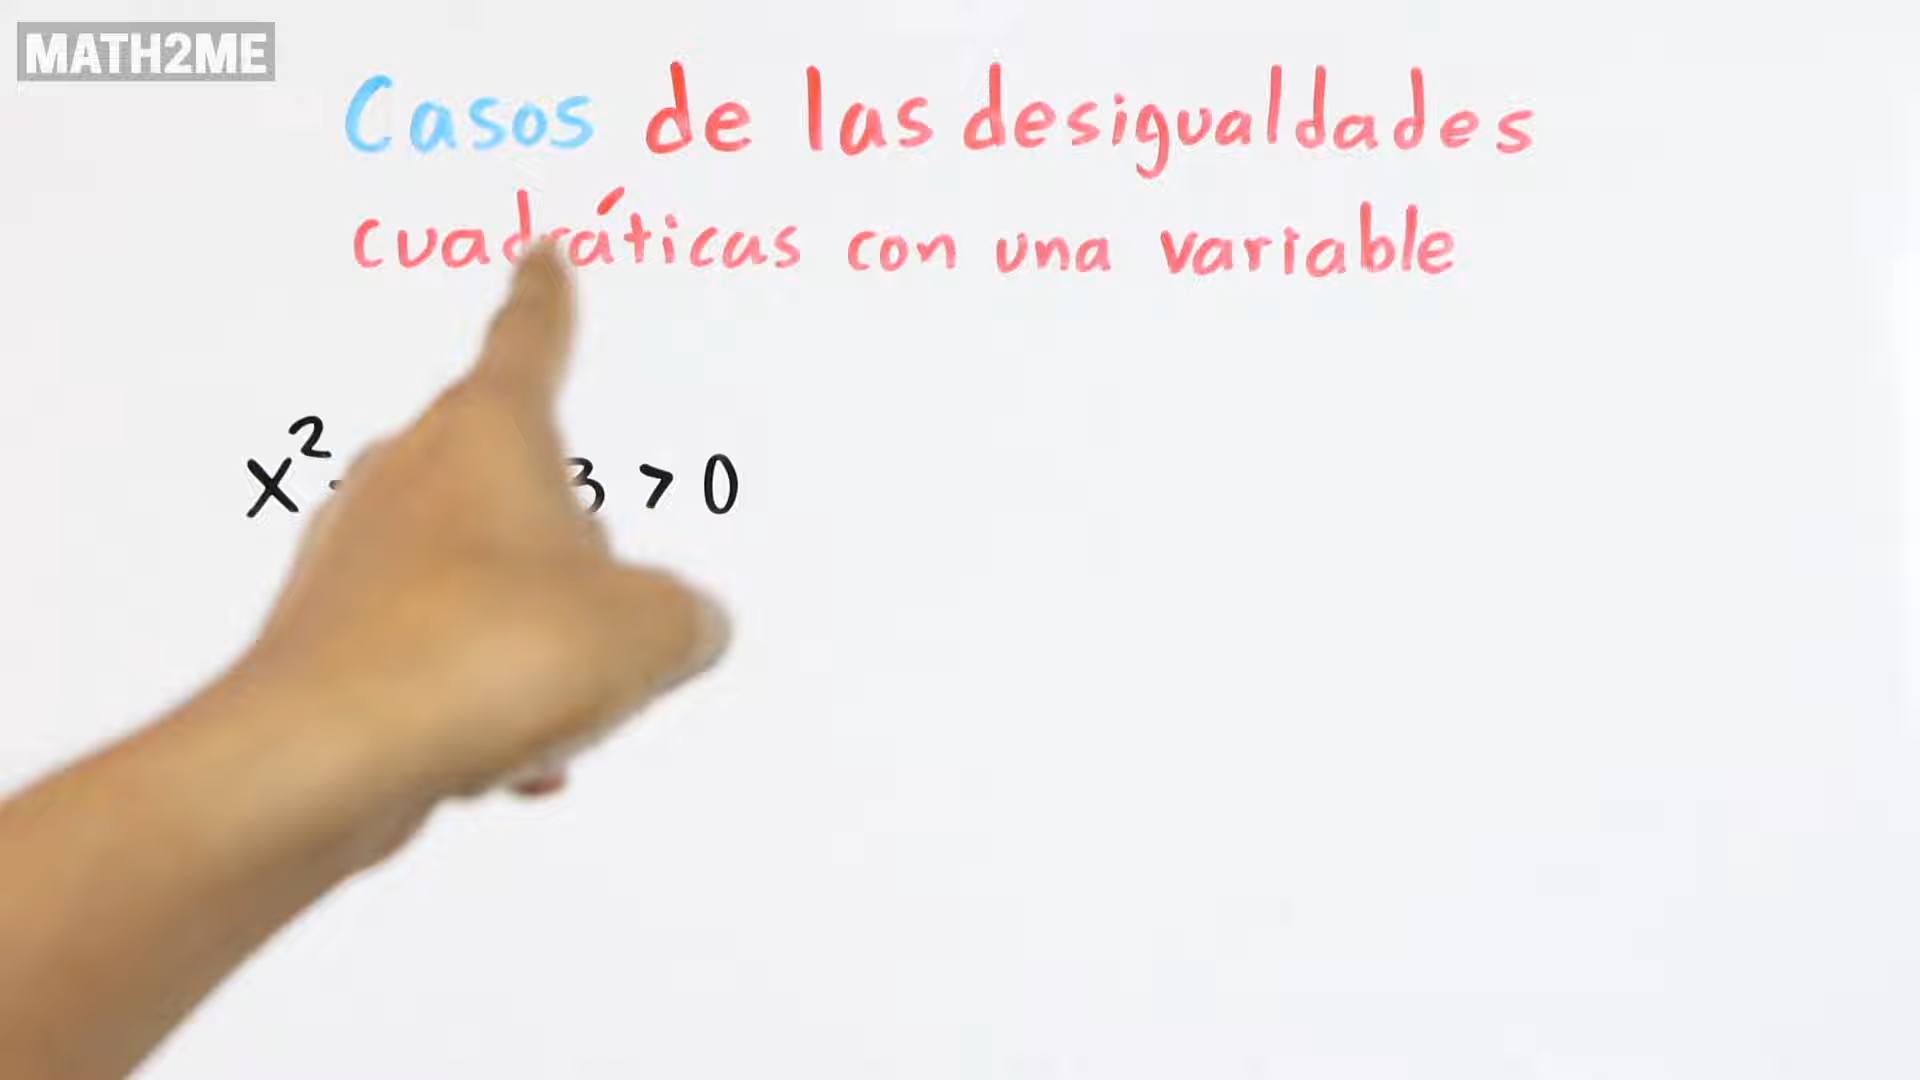 MATH2ME
Casos de las desigualdades
cuadráticas con una variable
x² 3 > 0